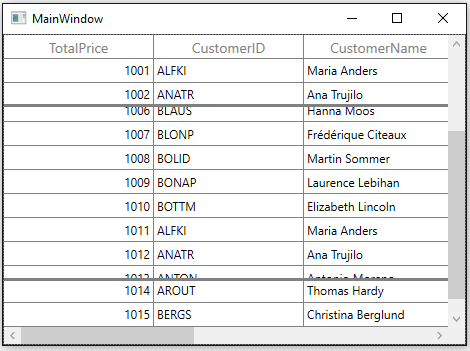 MainWindow
TotalPrice CustomerID CustomerName
1001 ALFKI Maria Anders
1002 ANATR Ana Trujilo
1006 BLAUS Hanna Moos
1007 BLONP Frédérique Citeaux
1008 BOLID Martin Sommer
1009 BONAP Laurence Lebihan
1010 BOTTM Elizabeth Lincoln
1011 ALFKI Maria Anders
1012 ANATR Ana Trujilo
1013 ANTON Antonio Moreno
1014 AROUT Thomas Hardy
1015 BERGS Christina Berglund